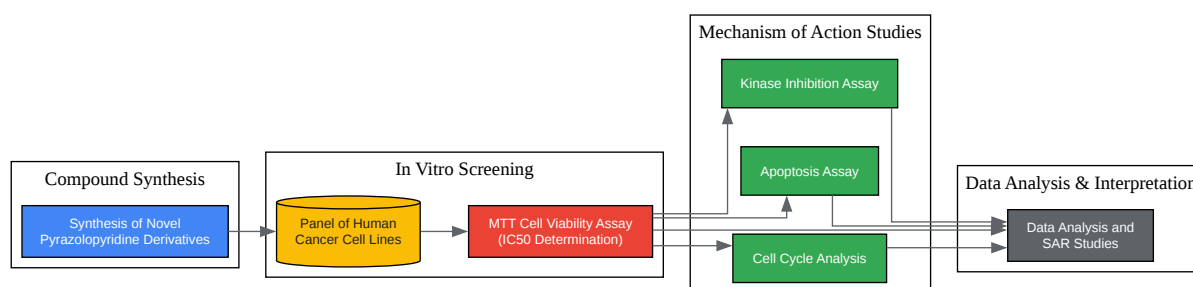 Compound Synthesis
Synthesis of Novel
Pyrazolopyridine Derivatives
In Vitro Screening
Panel of Human
Cancer Cell Lines
MTT Cell Viability Assay
(IC50 Determination)
Mechanism of Action Studies
Kinase Inhibition Assay
Apoptosis Assay
Cell Cycle Analysis
Data Analysis & Interpretation
Data Analysis and
SAR Studies